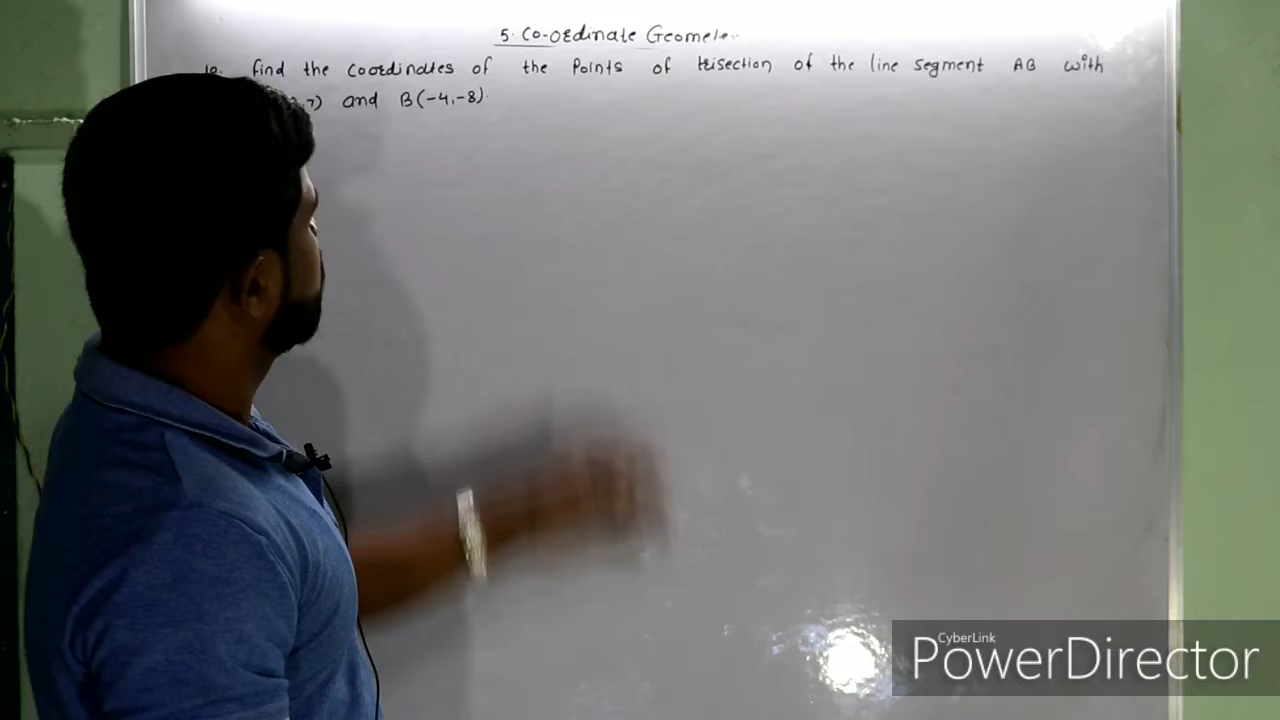 5. Co-ordinate
find the coordinates of the Points of trisection of the line segment AB with
,7) and B(-4,-8).
CyberLink
PowerDirector